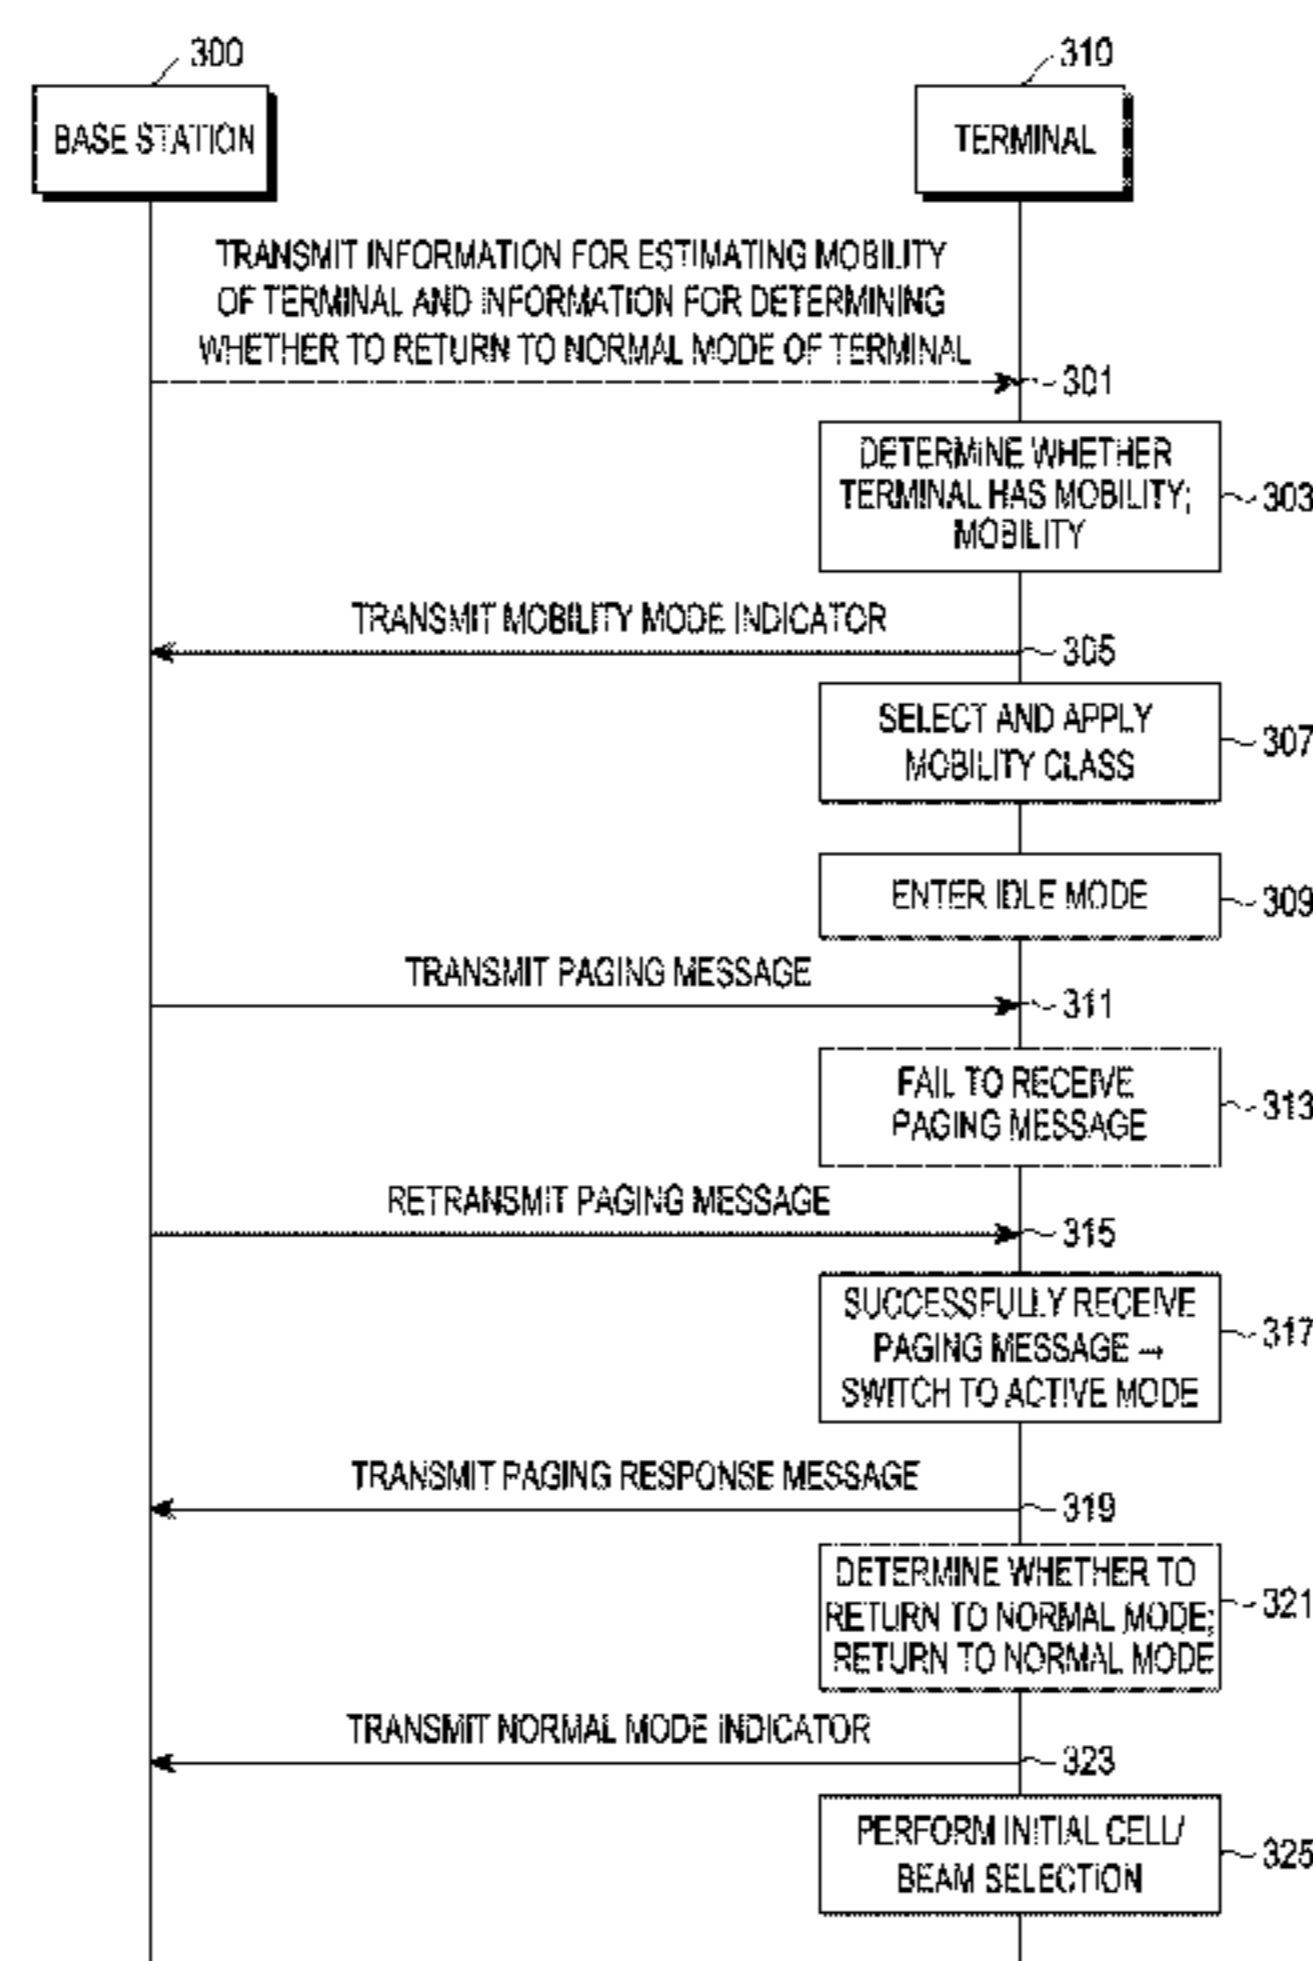 300
310
BASE STATION
TERMINAL
TRANSMIT INFORMATION FOR ESTIMATING MOBILITY
OF TERMINAL AND INFORMATION FOR DETERMINING
WHETHER TO RETURN TO NORMAL MODE OF TERMINAL
301
DETERMINE WHETHER
TERMINAL HAS MOBILITY;
MOBILITY
303
TRANSMIT MOBILITY MODE INDICATOR
305
SELECT AND APPLY
MOBILITY CLASS
307
ENTER IDLE MODE
309
TRANSMIT PAGING MESSAGE
311
FAIL TO RECEIVE
PAGING MESSAGE
313
RETRANSMIT PAGING MESSAGE
315
SUCCESSFULLY RECEIVE
PAGING MESSAGE →
SWITCH TO ACTIVE MODE
317
TRANSMIT PAGING RESPONSE MESSAGE
319
DETERMINE WHETHER TO
RETURN TO NORMAL MODE;
RETURN TO NORMAL MODE
321
TRANSMIT NORMAL MODE INDICATOR
323
PERFORM INITIAL CELL/
BEAM SELECTION
325